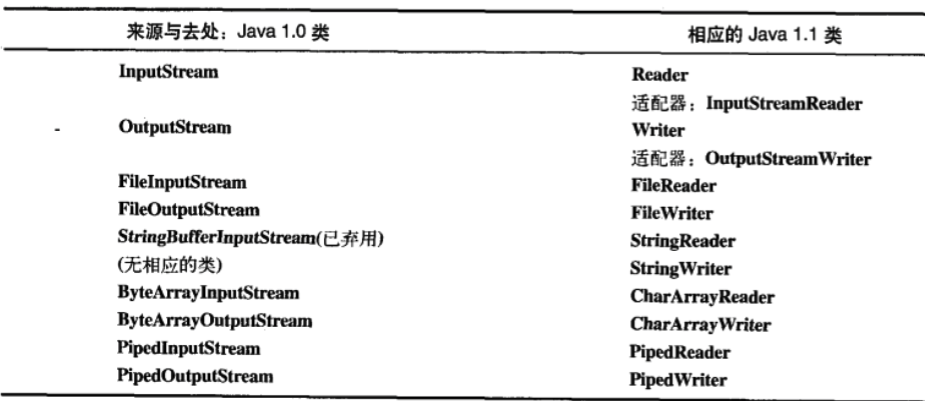 来源与去处：Java 1.0 类 相应的 Java 1.1 类
InputStream Reader
适配器：InputStreamReader
OutputStream Writer
适配器：OutputStreamWriter
FileInputStream FileReader
FileOutputStream FileWriter
StringBufferInputStream(已弃用) StringReader
(无相应的类) StringWriter
ByteArrayInputStream CharArrayReader
ByteArrayOutputStream CharArrayWriter
PipedInputStream PipedReader
PipedOutputStream PipedWriter